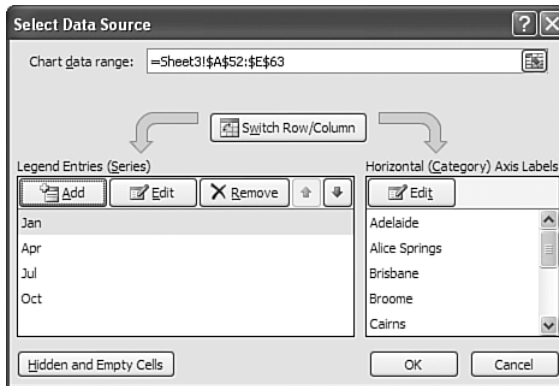 Select Data Source
Chart data range: =Sheet3!$A$52:$E$63
Switch Row/Column
Legend Entries (Series)
Add Edit Remove
Jan
Apr
Jul
Oct
Horizontal (Category) Axis Labels
Edit
Adelaide
Alice Springs
Brisbane
Broome
Cairns
Hidden and Empty Cells
OK Cancel